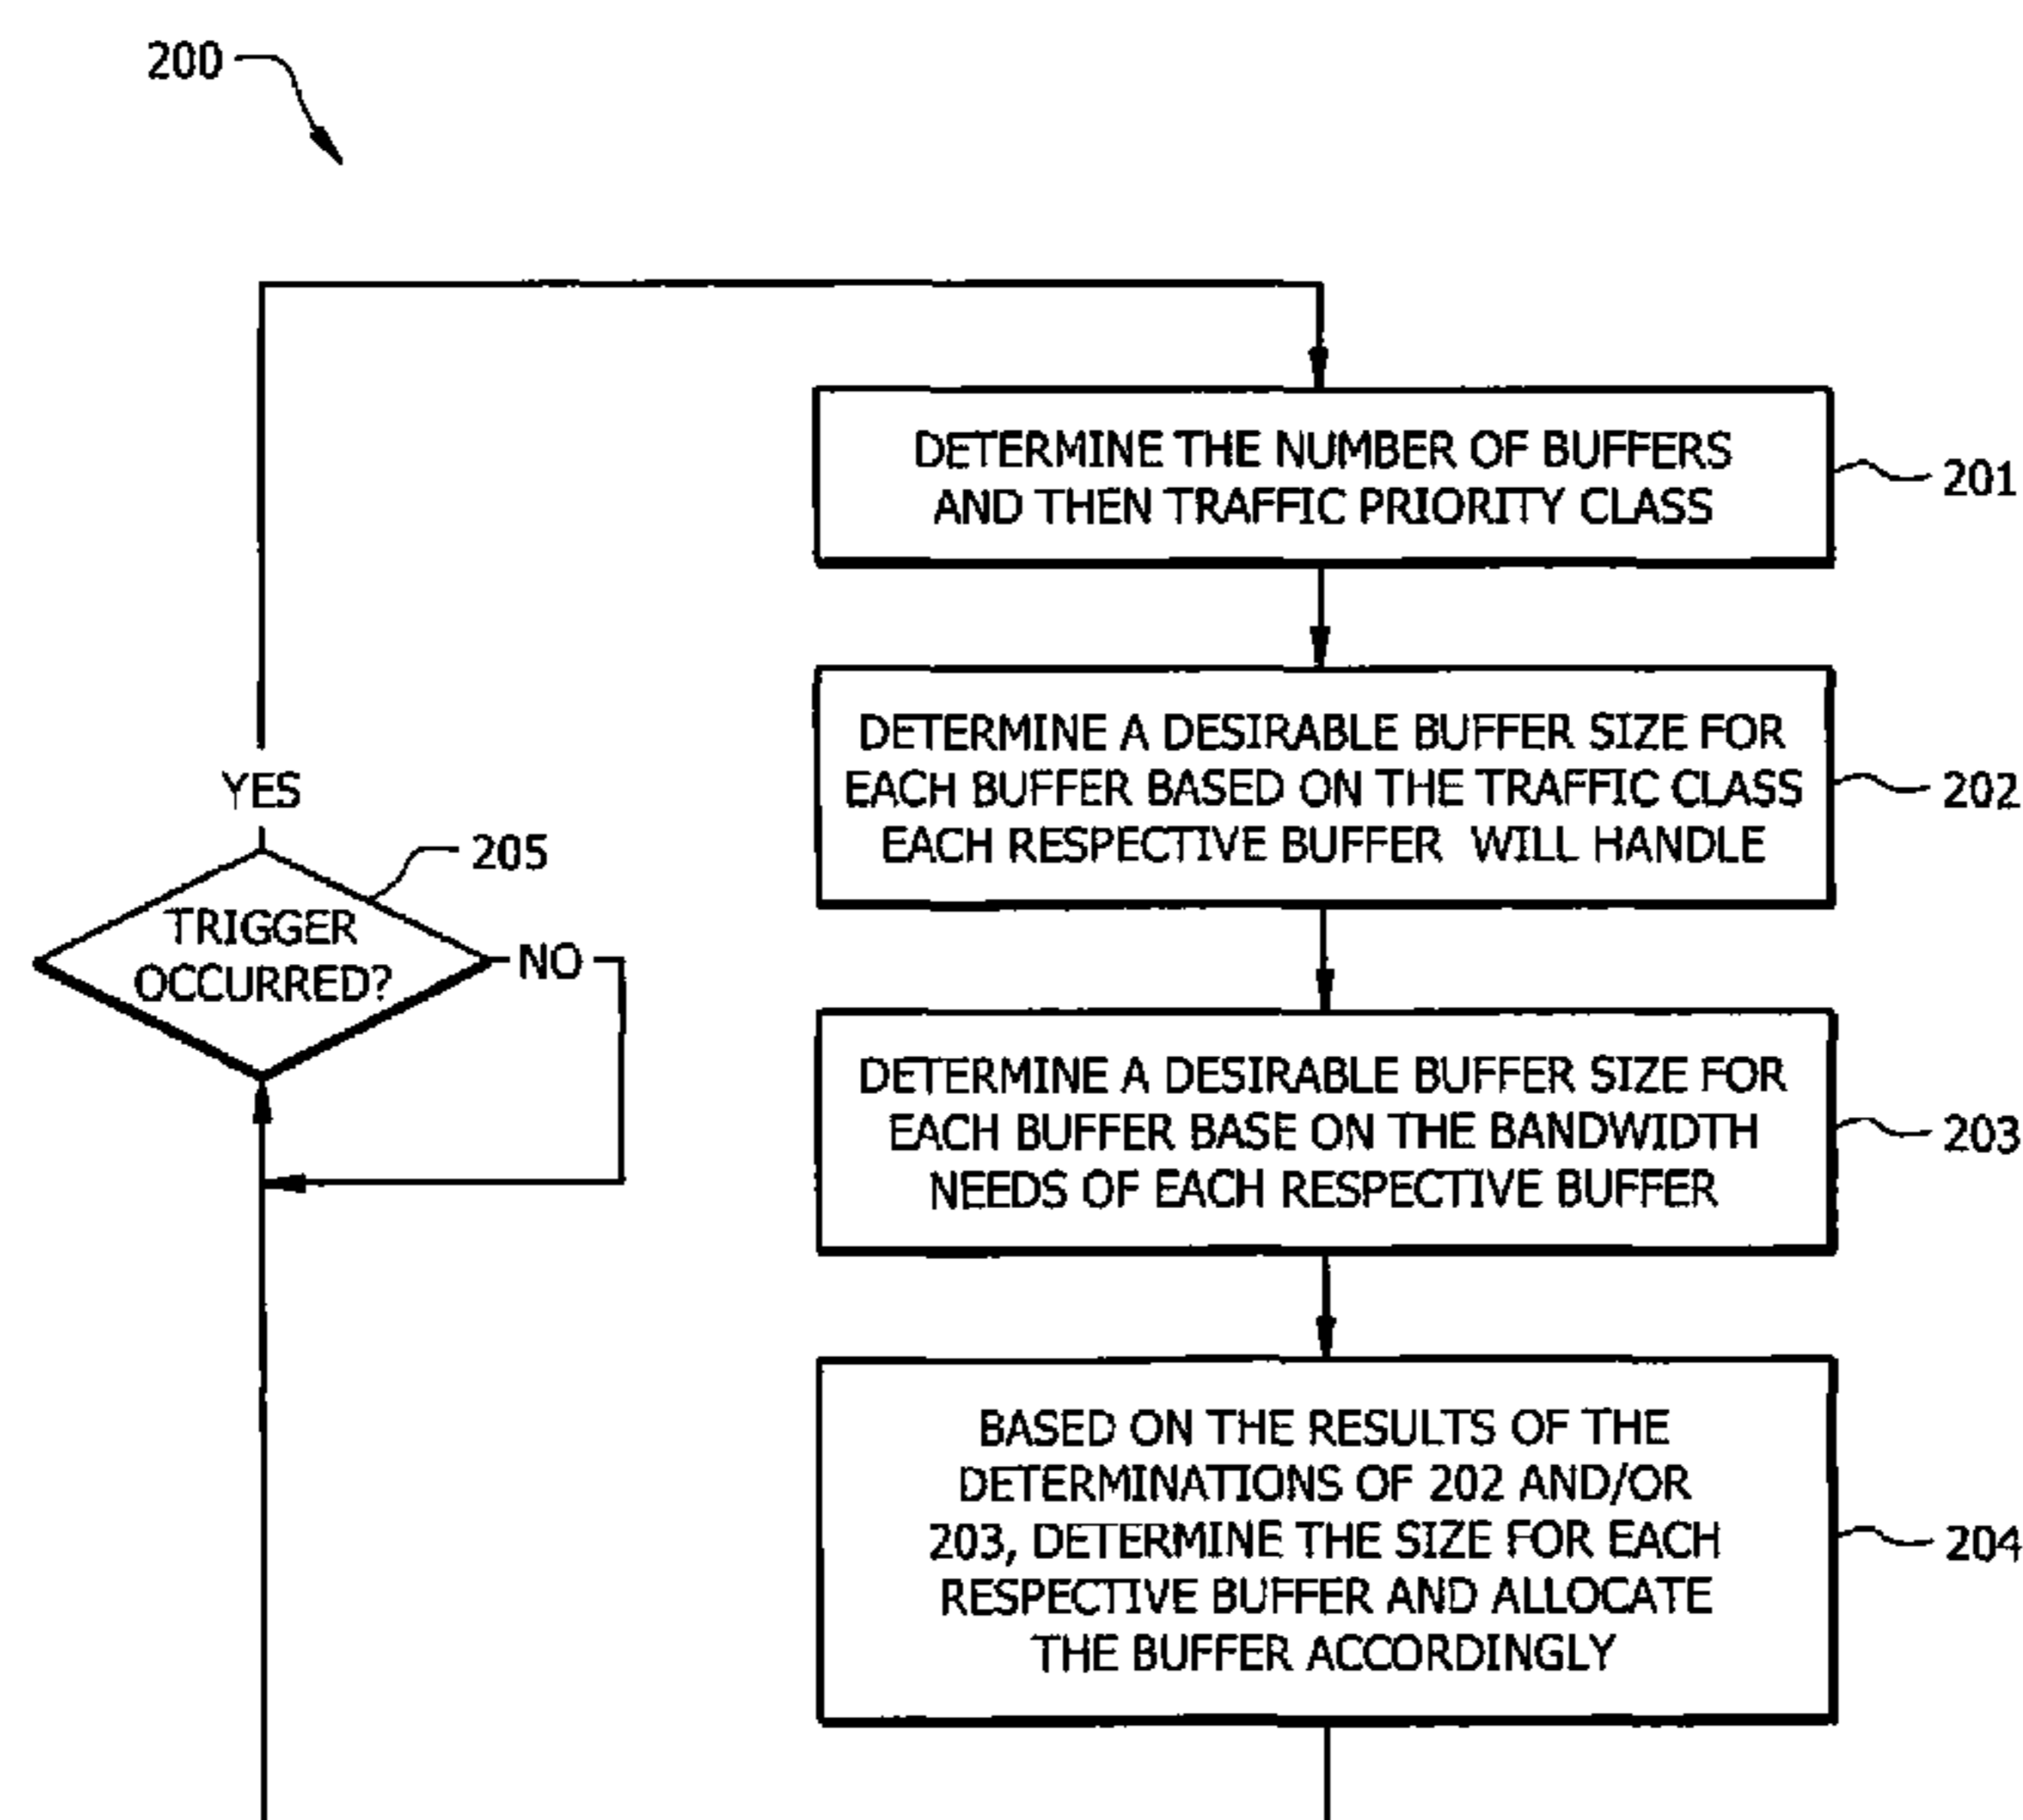 200
DETERMINE THE NUMBER OF BUFFERS
AND THEN TRAFFIC PRIORITY CLASS
201
DETERMINE A DESIRABLE BUFFER SIZE FOR
EACH BUFFER BASED ON THE TRAFFIC CLASS
EACH RESPECTIVE BUFFER WILL HANDLE
202
YES
205
TRIGGER
OCCURRED?
NO
DETERMINE A DESIRABLE BUFFER SIZE FOR
EACH BUFFER BASE ON THE BANDWIDTH
NEEDS OF EACH RESPECTIVE BUFFER
203
BASED ON THE RESULTS OF THE
DETERMINATIONS OF 202 AND/OR
203, DETERMINE THE SIZE FOR EACH
RESPECTIVE BUFFER AND ALLOCATE
THE BUFFER ACCORDINGLY
204